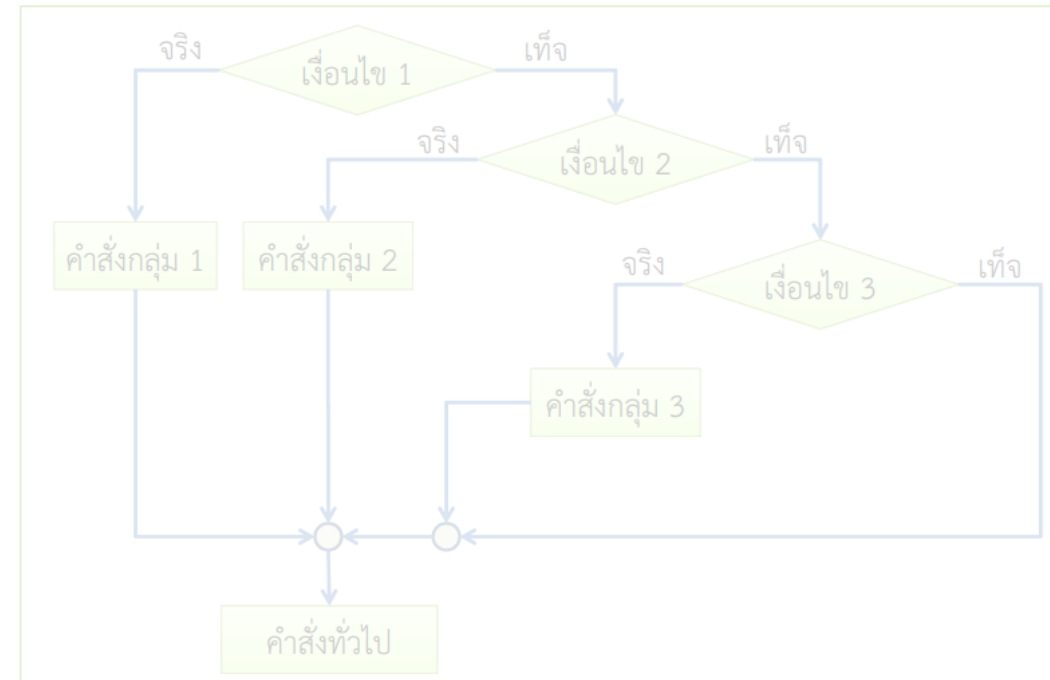 จริง
เงื่อนไข 1
เท็จ
จริง
เงื่อนไข 2
เท็จ
คำสั่งกลุ่ม 1
คำสั่งกลุ่ม 2
จริง
เงื่อนไข 3
เท็จ
คำสั่งกลุ่ม 3
คำสั่งทั่วไป